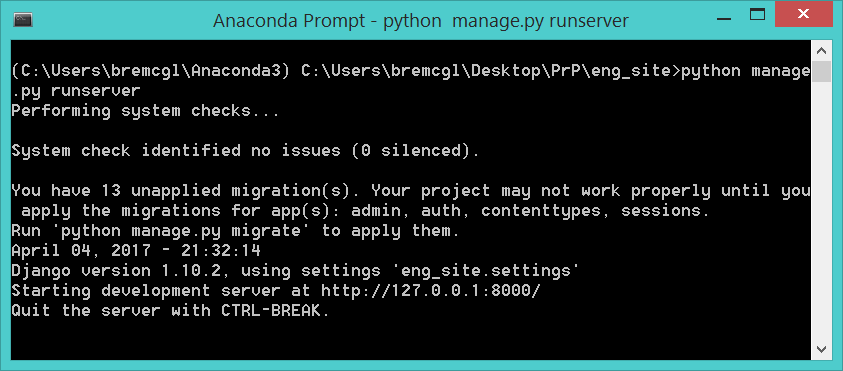 Anaconda Prompt - python  manage.py runserver
(C:\Users\bremcgl\Anaconda3) C:\Users\bremcgl\Desktop\PrP\eng_site>python manage
.py runserver
Performing system checks...
System check identified no issues (0 silenced).
You have 13 unapplied migration(s). Your project may not work properly until you
 apply the migrations for app(s): admin, auth, contenttypes, sessions.
Run 'python manage.py migrate' to apply them.
April 04, 2017 - 21:32:14
Django version 1.10.2, using settings 'eng_site.settings'
Starting development server at http://127.0.0.1:8000/
Quit the server with CTRL-BREAK.